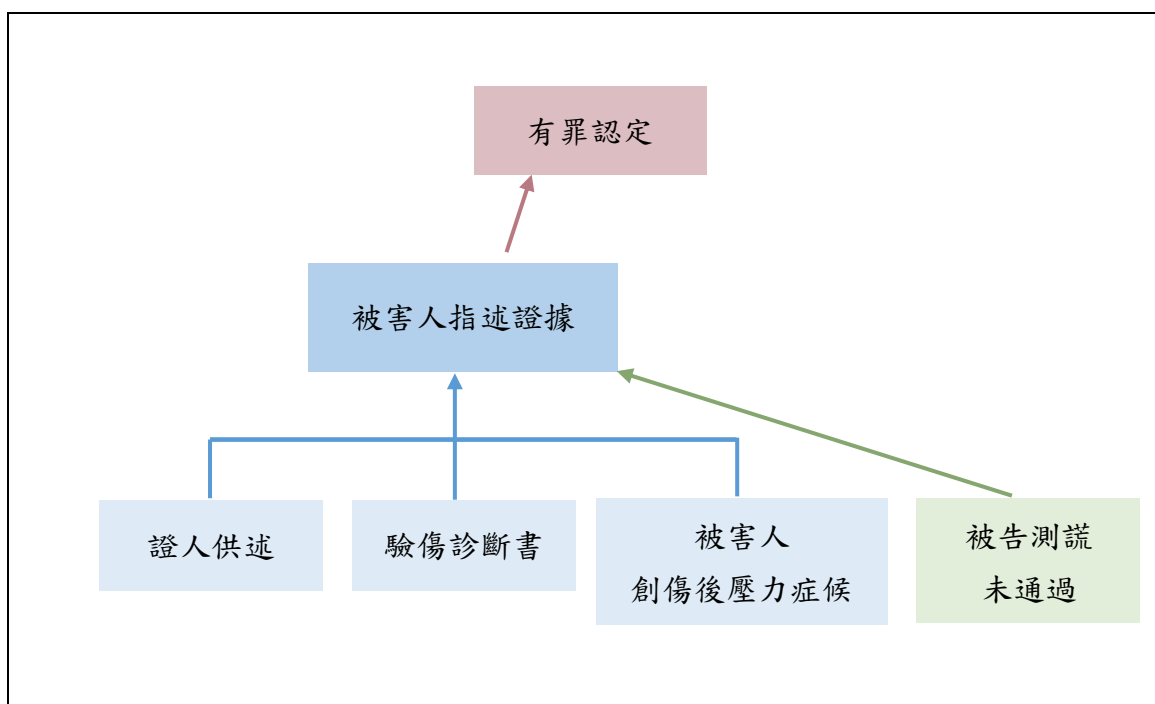 有罪認定
被害人指述證據
證人供述
驗傷診斷書
被害人
創傷後壓力症候
被告測謊
未通過